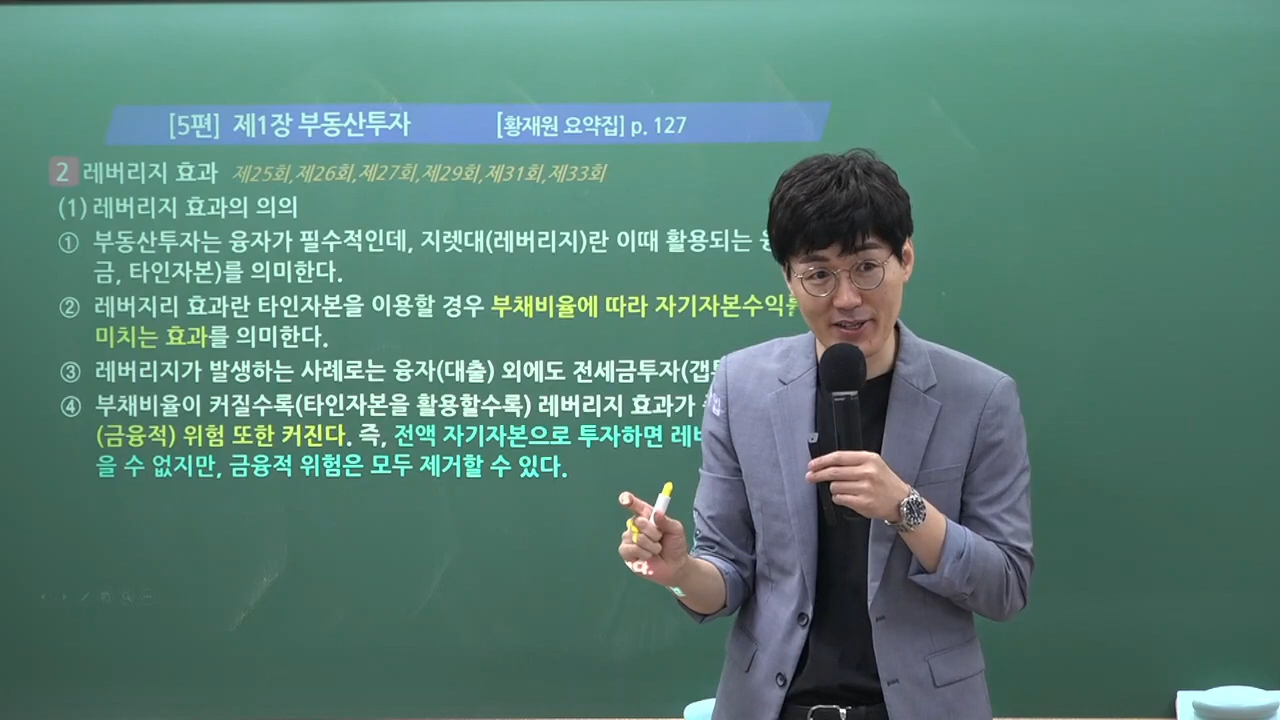 [5편] 제1장 부동산투자 [황재원 요약집] p. 127
2 레버리지 효과 제25회,제26회,제27회,제29회,제31회,제33회
(1) 레버리지 효과의 의의
① 부동산투자는 융자가 필수적인데, 지렛대(레버리지)란 이때 활용되는
금, 타인자본)를 의미한다.
② 레버지리 효과란 타인자본을 이용할 경우 부채비율에 따라 자기자본수익률
미치는 효과를 의미한다.
③ 레버리지가 발생하는 사례로는 융자(대출) 외에도 전세금투자(갭
④ 부채비율이 커질수록(타인자본을 활용할수록) 레버리지 효과가
(금융적) 위험 또한 커진다. 즉, 전액 자기자본으로 투자하면 레버
을 수 없지만, 금융적 위험은 모두 제거할 수 있다.